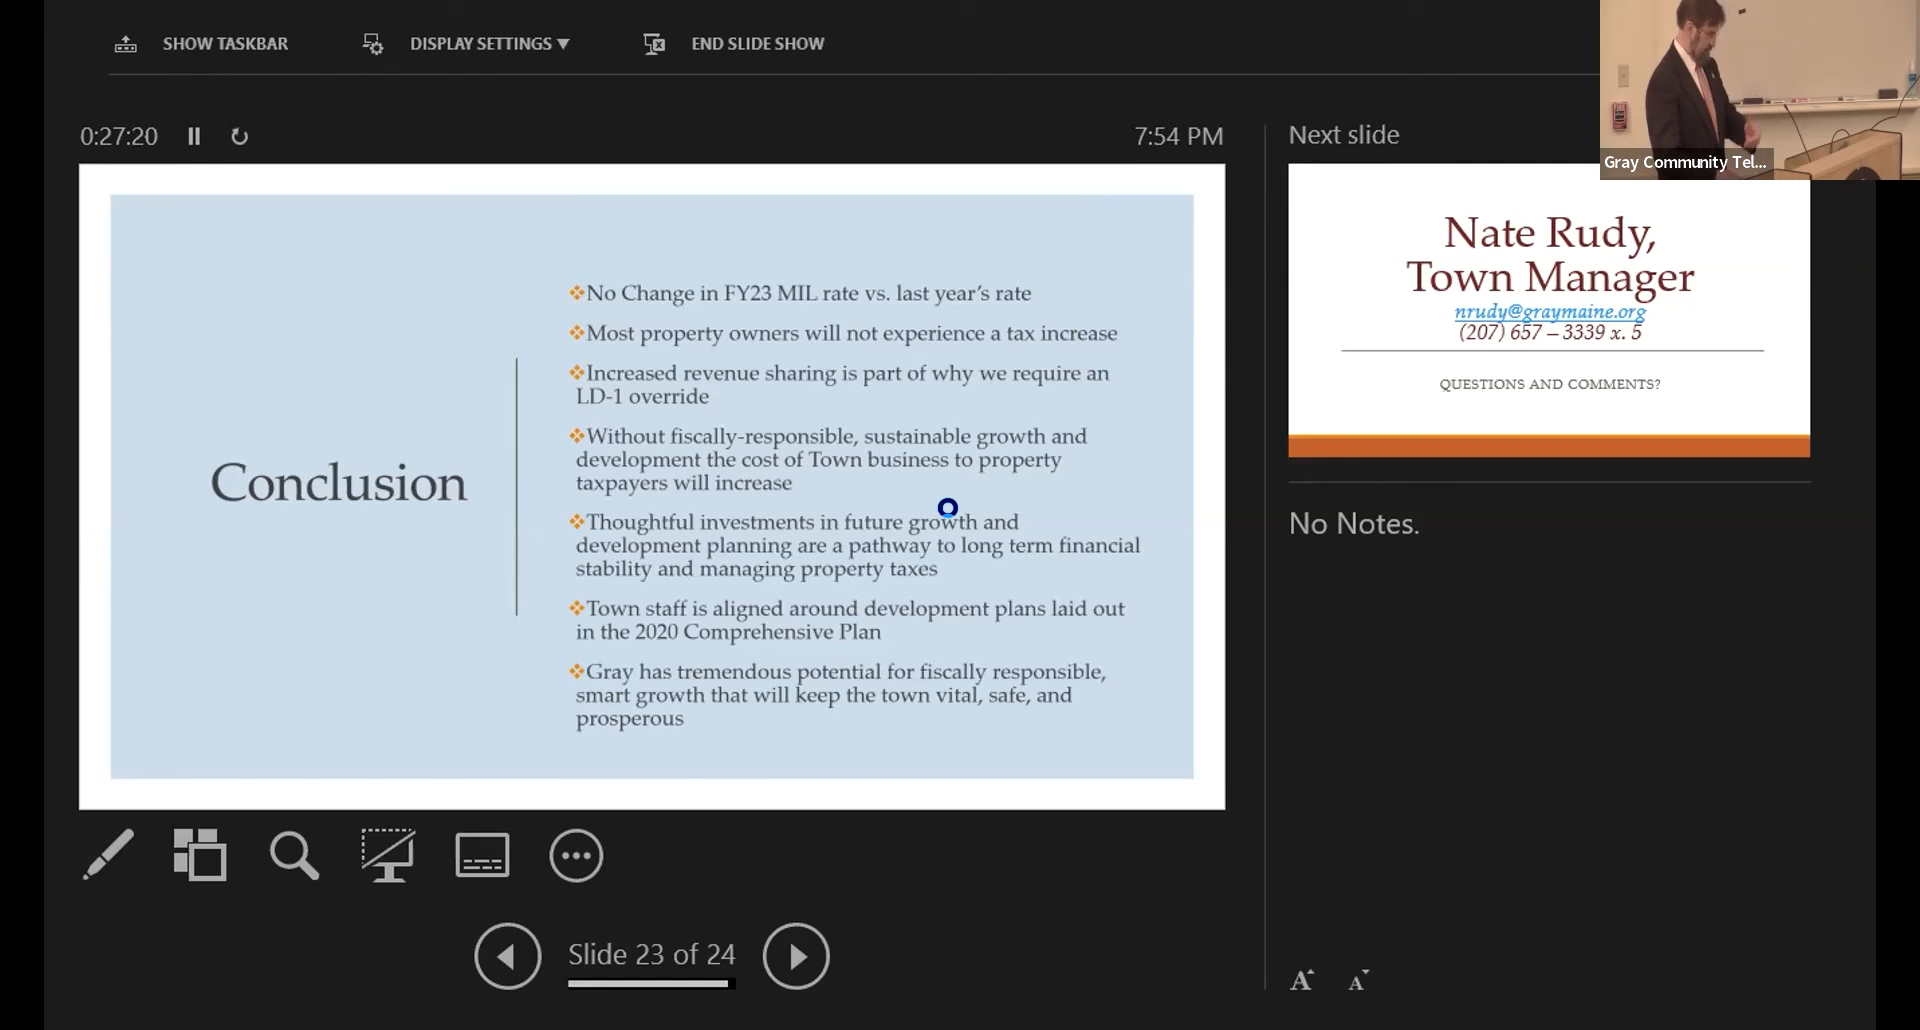 SHOW TASKBAR
DISPLAY SETTINGS ▼
END SLIDE SHOW
Gray Community Tel...
0:27:20
7:54 PM
Next slide
Conclusion
❖No Change in FY23 MIL rate vs. last year’s rate
❖Most property owners will not experience a tax increase
❖Increased revenue sharing is part of why we require an
LD-1 override
❖Without fiscally-responsible, sustainable growth and
development the cost of Town business to property
taxpayers will increase
❖Thoughtful investments in future growth and
development planning are a pathway to long term financial
stability and managing property taxes
❖Town staff is aligned around development plans laid out
in the 2020 Comprehensive Plan
❖Gray has tremendous potential for fiscally responsible,
smart growth that will keep the town vital, safe, and
prosperous
Nate Rudy,
Town Manager
nrudy@graymaine.org
(207) 657 – 3339 x. 5
QUESTIONS AND COMMENTS?
No Notes.
Slide 23 of 24
A A